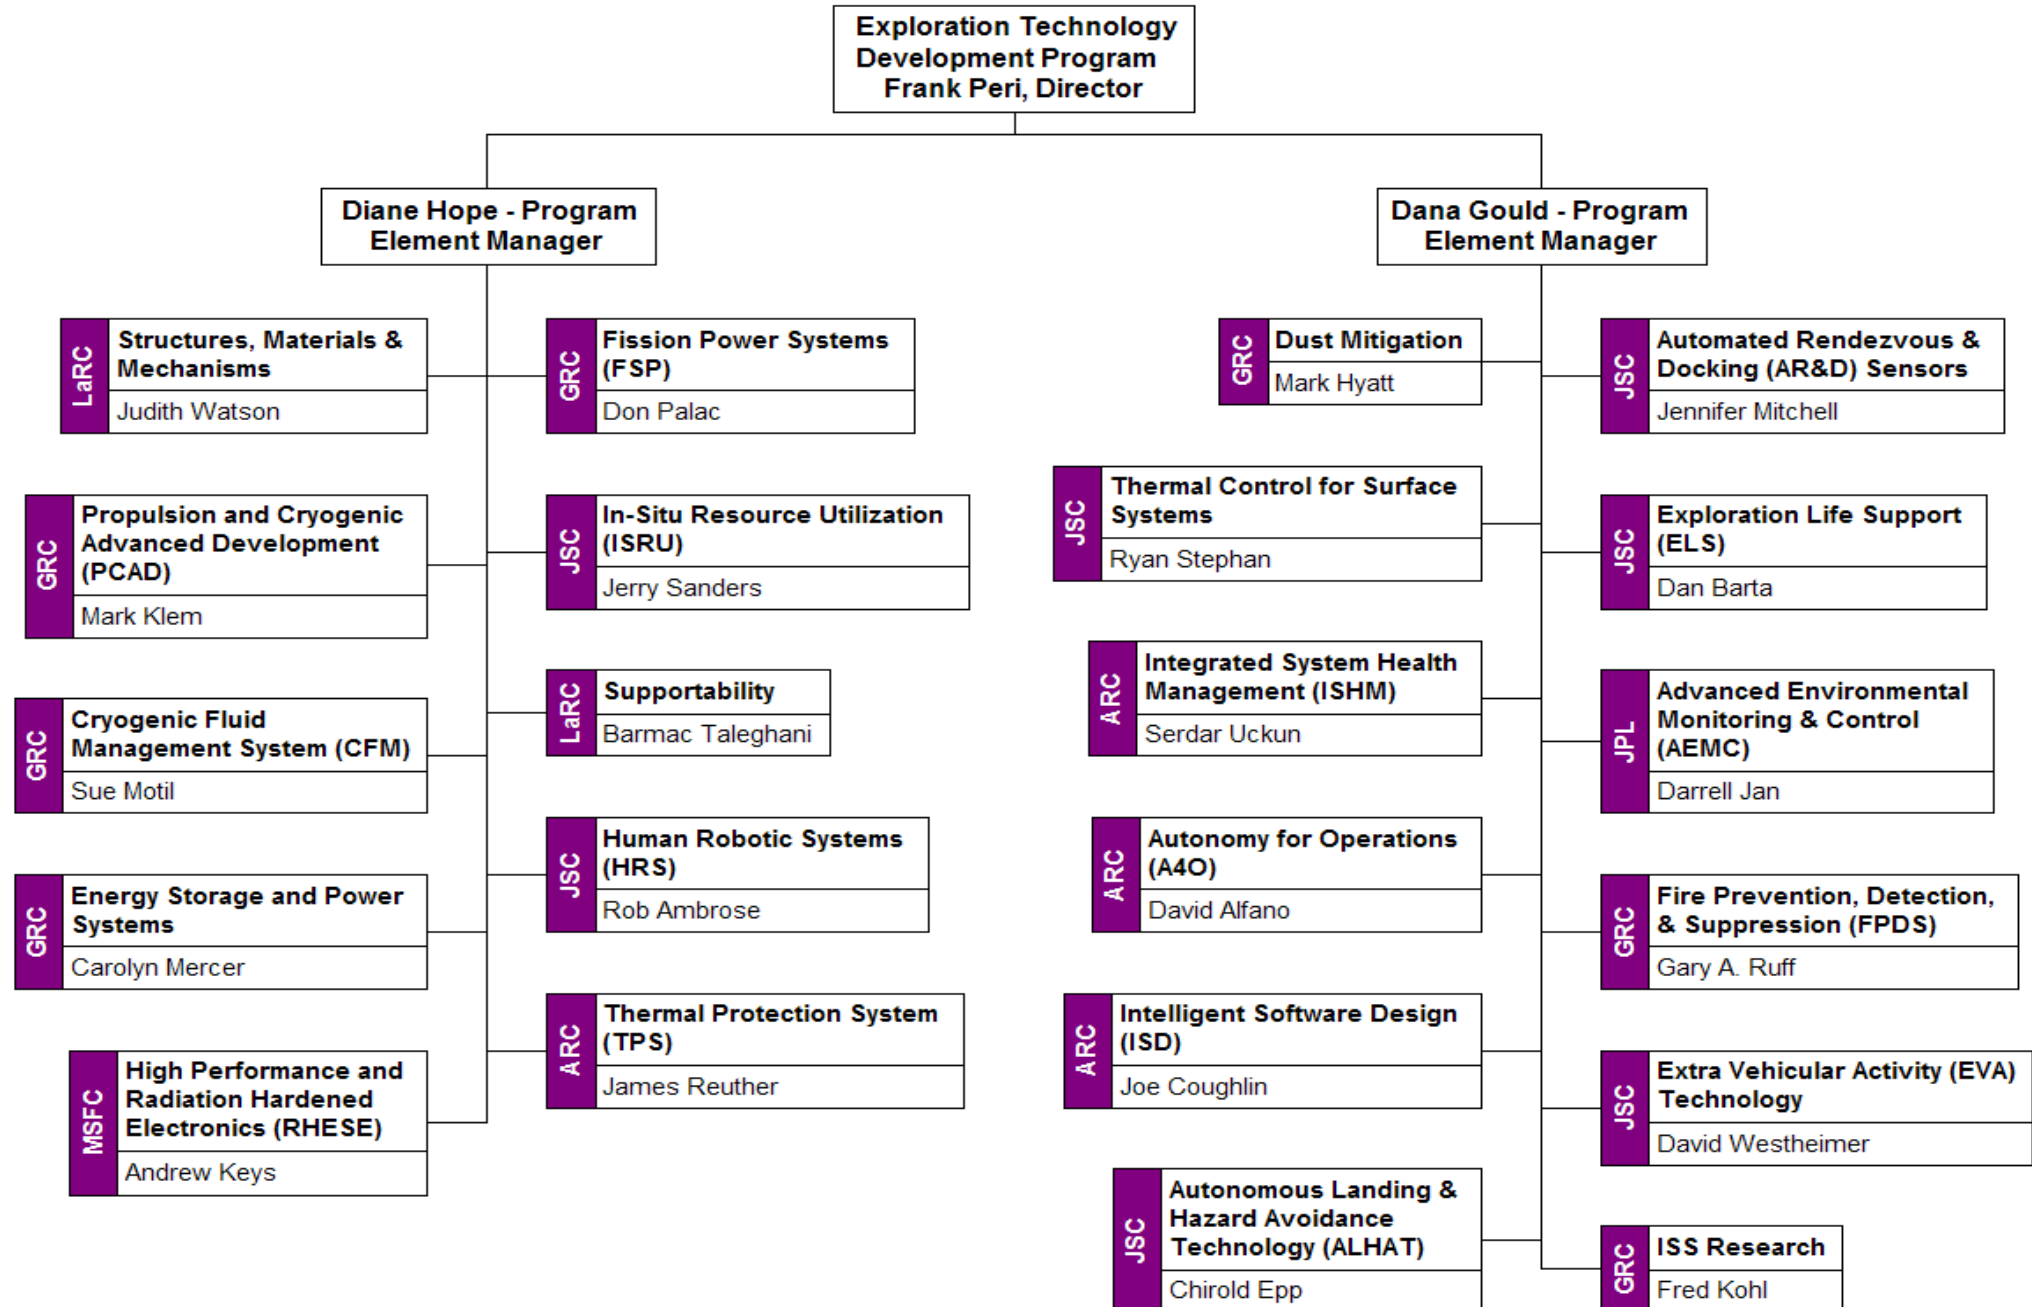 Exploration Technology
Development Program
Frank Peri, Director
Diane Hope - Program
Element Manager
Dana Gould - Program
Element Manager
LaRC
Structures, Materials &
Mechanisms
Judith Watson
GRC
Fission Power Systems
(FSP)
Don Palac
GRC
Propulsion and Cryogenic
Advanced Development
(PCAD)
Mark Klem
JSC
In-Situ Resource Utilization
(ISRU)
Jerry Sanders
LaRC
Supportability
Barmac Taleghani
GRC
Cryogenic Fluid
Management System (CFM)
Sue Motil
JSC
Human Robotic Systems
(HRS)
Rob Ambrose
GRC
Energy Storage and Power
Systems
Carolyn Mercer
ARC
Thermal Protection System
(TPS)
James Reuther
MSFC
High Performance and
Radiation Hardened
Electronics (RHESE)
Andrew Keys
GRC
Dust Mitigation
Mark Hyatt
JSC
Automated Rendezvous &
Docking (AR&D) Sensors
Jennifer Mitchell
JSC
Thermal Control for Surface
Systems
Ryan Stephan
JSC
Exploration Life Support
(ELS)
Dan Barta
ARC
Integrated System Health
Management (ISHM)
Serdar Uckun
JPL
Advanced Environmental
Monitoring & Control
(AEMC)
Darrell Jan
ARC
Autonomy for Operations
(A4O)
David Alfano
GRC
Fire Prevention, Detection,
& Suppression (FPDS)
Gary A. Ruff
ARC
Intelligent Software Design
(ISD)
Joe Coughlin
JSC
Extra Vehicular Activity (EVA)
Technology
David Westheimer
JSC
Autonomous Landing &
Hazard Avoidance
Technology (ALHAT)
Chirold Epp
GRC
ISS Research
Fred Kohl